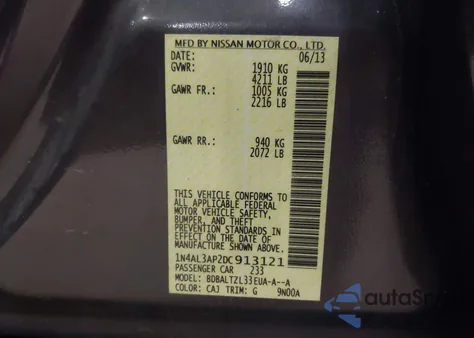 MFD BY NISSAN MOTOR CO., LTD.
DATE: 06/13
GVWR: 1910 KG
4211 LB
GAWR FR.: 1005 KG
2216 LB
GAWR RR.: 940 KG
2072 LB
THIS VEHICLE CONFORMS TO
ALL APPLICABLE FEDERAL
MOTOR VEHICLE SAFETY,
BUMPER, AND THEFT
PREVENTION STANDARDS
IN EFFECT ON THE DATE OF
MANUFACTURE SHOWN ABOVE.
1N4AL3AP2DC913121
PASSENGER CAR 233
MODEL: BDBALTZL33EUA-A--A
COLOR: CAJ TRIM: G 9N00A